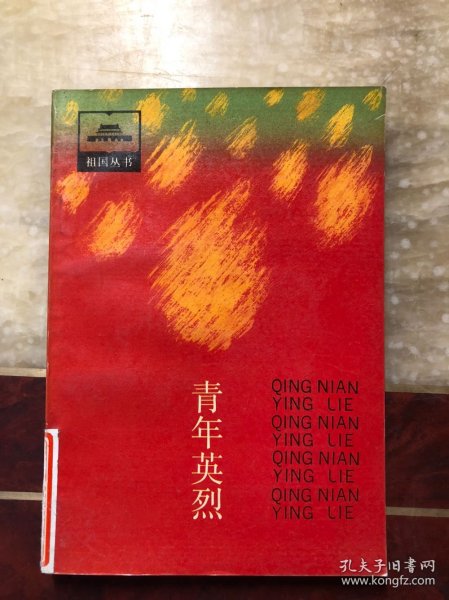 祖国丛书
青年英烈
QING NIAN
YING LIE
QING NIAN
YING LIE
QING NIAN
YING LIE
QING NIAN
YING LIE
孔夫子旧书网
www.kongfz.com